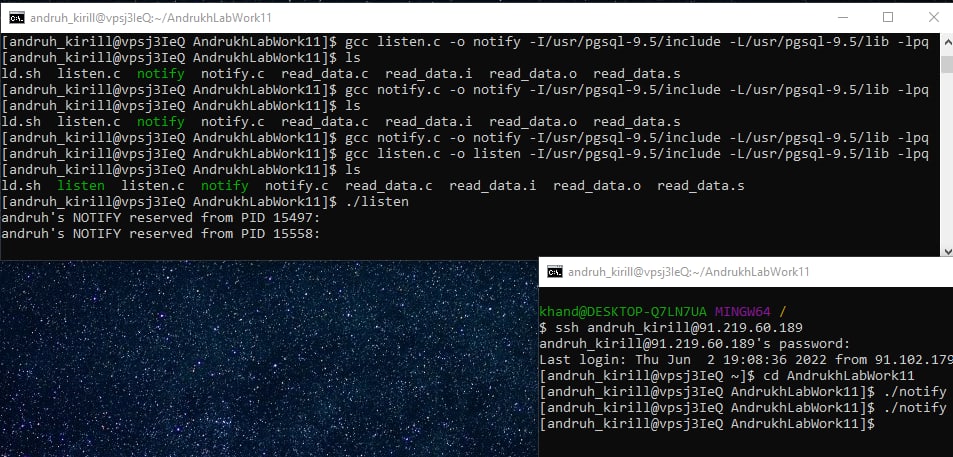 andruh_kirill@vpsj3IeQ:~/AndrukhLabWork11
[andruh_kirill@vpsj3IeQ AndrukhLabWork11]$ gcc listen.c -o notify -I/usr/pgsql-9.5/include -L/usr/pgsql-9.5/lib -lpq
[andruh_kirill@vpsj3IeQ AndrukhLabWork11]$ ls
ld.sh listen.c notify notify.c read_data.c read_data.i read_data.o read_data.s
[andruh_kirill@vpsj3IeQ AndrukhLabWork11]$ gcc notify.c -o notify -I/usr/pgsql-9.5/include -L/usr/pgsql-9.5/lib -lpq
[andruh_kirill@vpsj3IeQ AndrukhLabWork11]$ ls
ld.sh listen.c notify notify.c read_data.c read_data.i read_data.o read_data.s
[andruh_kirill@vpsj3IeQ AndrukhLabWork11]$ gcc notify.c -o notify -I/usr/pgsql-9.5/include -L/usr/pgsql-9.5/lib -lpq
[andruh_kirill@vpsj3IeQ AndrukhLabWork11]$ gcc listen.c -o listen -I/usr/pgsql-9.5/include -L/usr/pgsql-9.5/lib -lpq
[andruh_kirill@vpsj3IeQ AndrukhLabWork11]$ ls
ld.sh listen listen.c notify notify.c read_data.c read_data.i read_data.o read_data.s
[andruh_kirill@vpsj3IeQ AndrukhLabWork11]$ ./listen
andruh's NOTIFY reserved from PID 15497:
andruh's NOTIFY reserved from PID 15558:
andruh_kirill@vpsj3IeQ:~/AndrukhLabWork11
khand@DESKTOP-Q7LN7UA MINGW64 /
$ ssh andruh_kirill@91.219.60.189
andruh_kirill@91.219.60.189's password:
Last login: Thu Jun 2 19:08:36 2022 from 91.102.179
[andruh_kirill@vpsj3IeQ ~]$ cd AndrukhLabWork11
[andruh_kirill@vpsj3IeQ AndrukhLabWork11]$ ./notify
[andruh_kirill@vpsj3IeQ AndrukhLabWork11]$ ./notify
[andruh_kirill@vpsj3IeQ AndrukhLabWork11]$